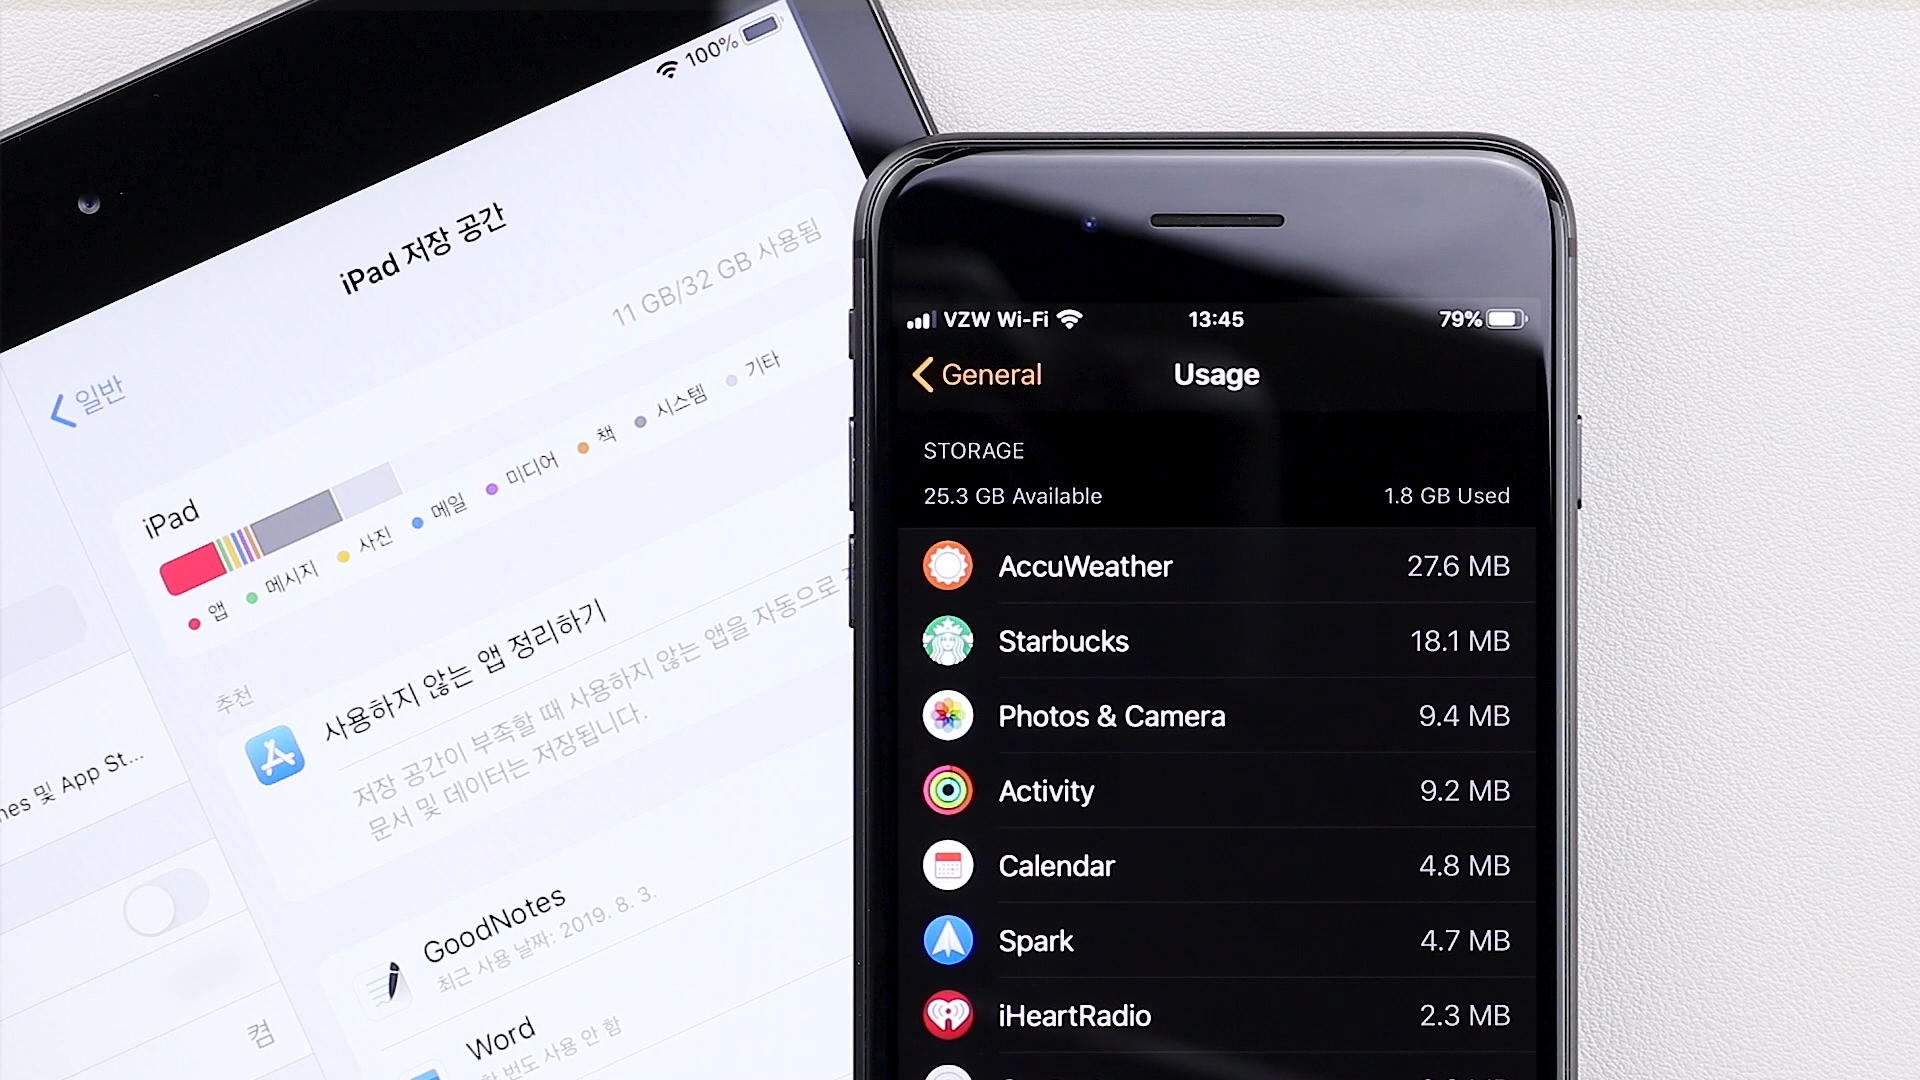 100%
iPad 저장 공간
일반
11 GB/32 GB 사용됨
iPad
앱 메시지 사진 메일 미디어 책 시스템 기타
추천
사용하지 않는 앱 정리하기
저장 공간이 부족할 때 사용하지 않는 앱을 자동으로
문서 및 데이터는 저장됩니다.
및 App St...
GoodNotes
최근 사용 날짜: 2019. 8. 3.
켬
Word
번도 사용 안 함
VZW Wi-Fi 13:45 79%
General Usage
STORAGE
25.3 GB Available 1.8 GB Used
AccuWeather 27.6 MB
Starbucks 18.1 MB
Photos & Camera 9.4 MB
Activity 9.2 MB
Calendar 4.8 MB
Spark 4.7 MB
iHeartRadio 2.3 MB